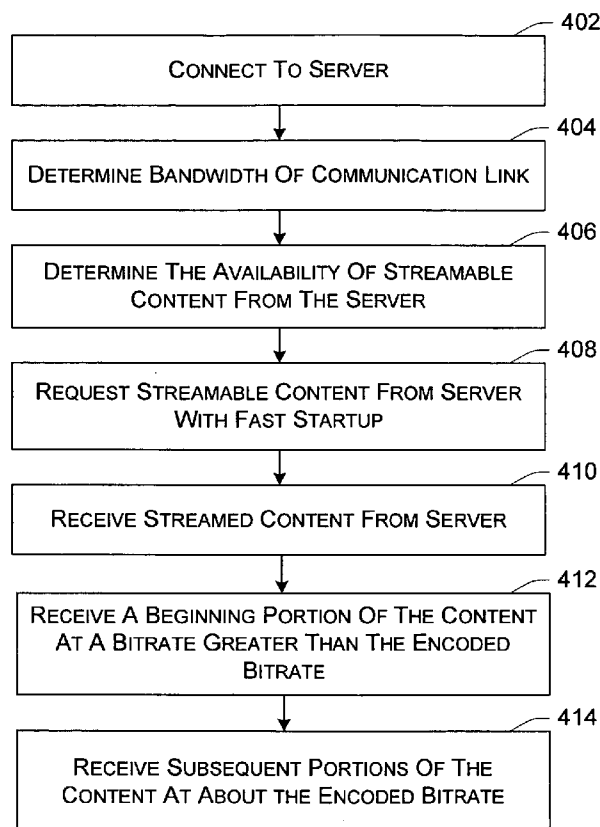 402
CONNECT TO SERVER
404
DETERMINE BANDWIDTH OF COMMUNICATION LINK
406
DETERMINE THE AVAILABILITY OF STREAMABLE
CONTENT FROM THE SERVER
408
REQUEST STREAMABLE CONTENT FROM SERVER
WITH FAST STARTUP
410
RECEIVE STREAMED CONTENT FROM SERVER
412
RECEIVE A BEGINNING PORTION OF THE CONTENT
AT A BITRATE GREATER THAN THE ENCODED
BITRATE
414
RECEIVE SUBSEQUENT PORTIONS OF THE
CONTENT AT ABOUT THE ENCODED BITRATE